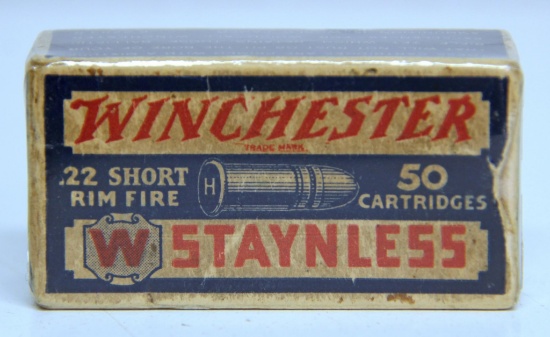 WINCHESTER
TRADE MARK
.22 SHORT
RIM FIRE
H
50
CARTRIDGES
W STAYNLESS